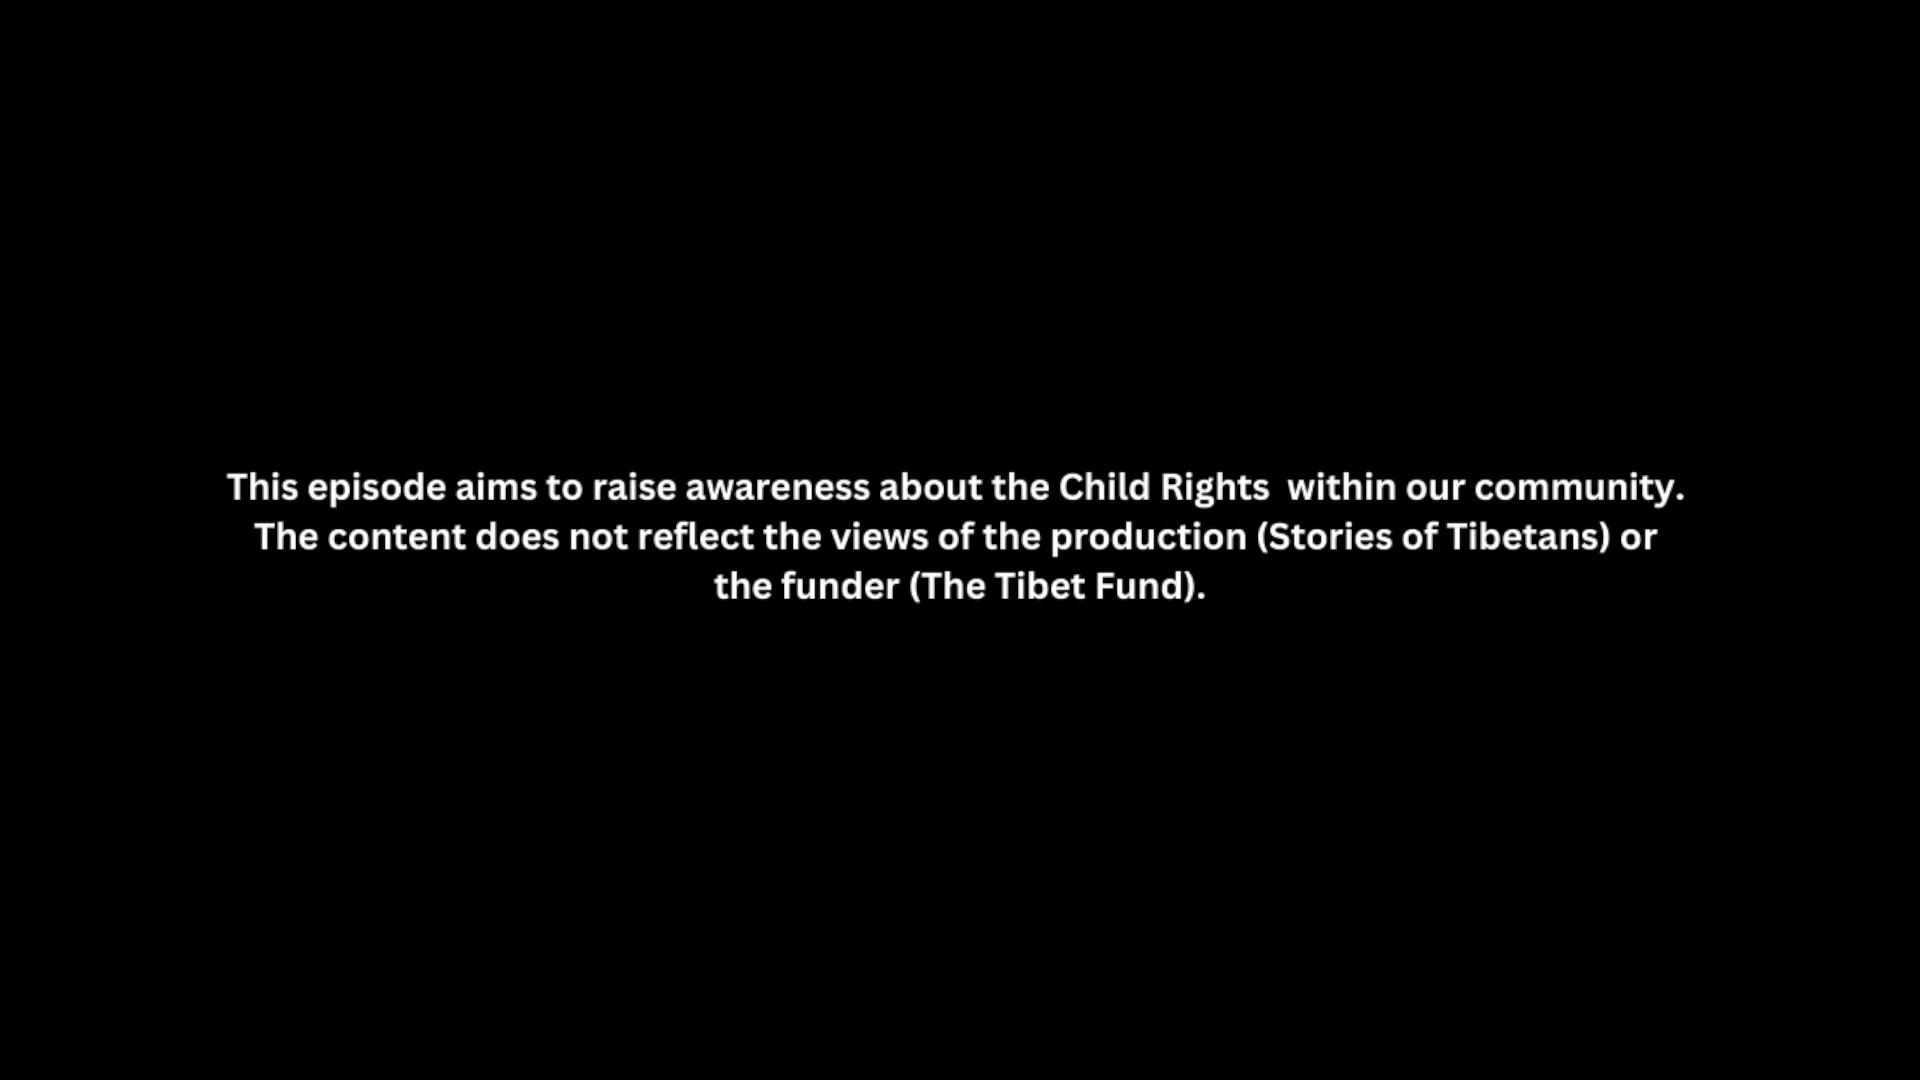 This episode aims to raise awareness about the Child Rights  within our community.
The content does not reflect the views of the production (Stories of Tibetans) or
the funder (The Tibet Fund).